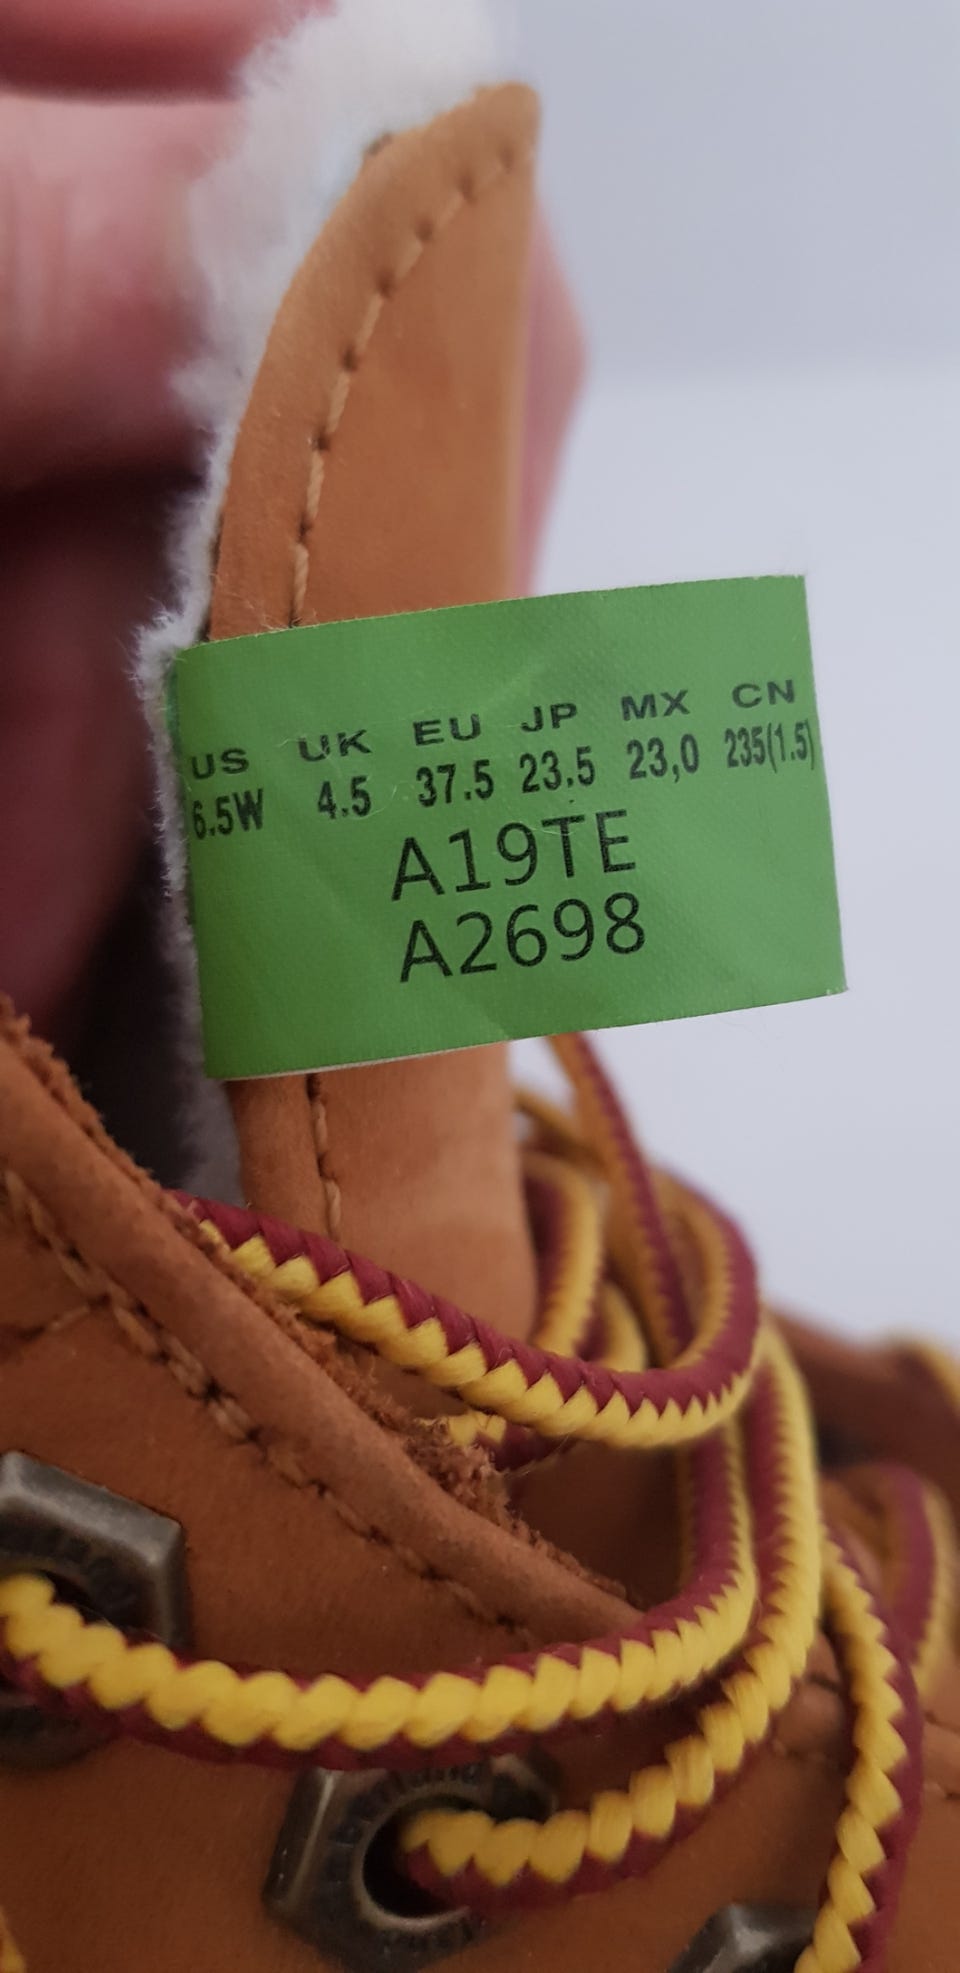 US UK EU JP MX CN
6.5W 4.5 37.5 23.5 23,0 235(1.5)
A19TE
A2698